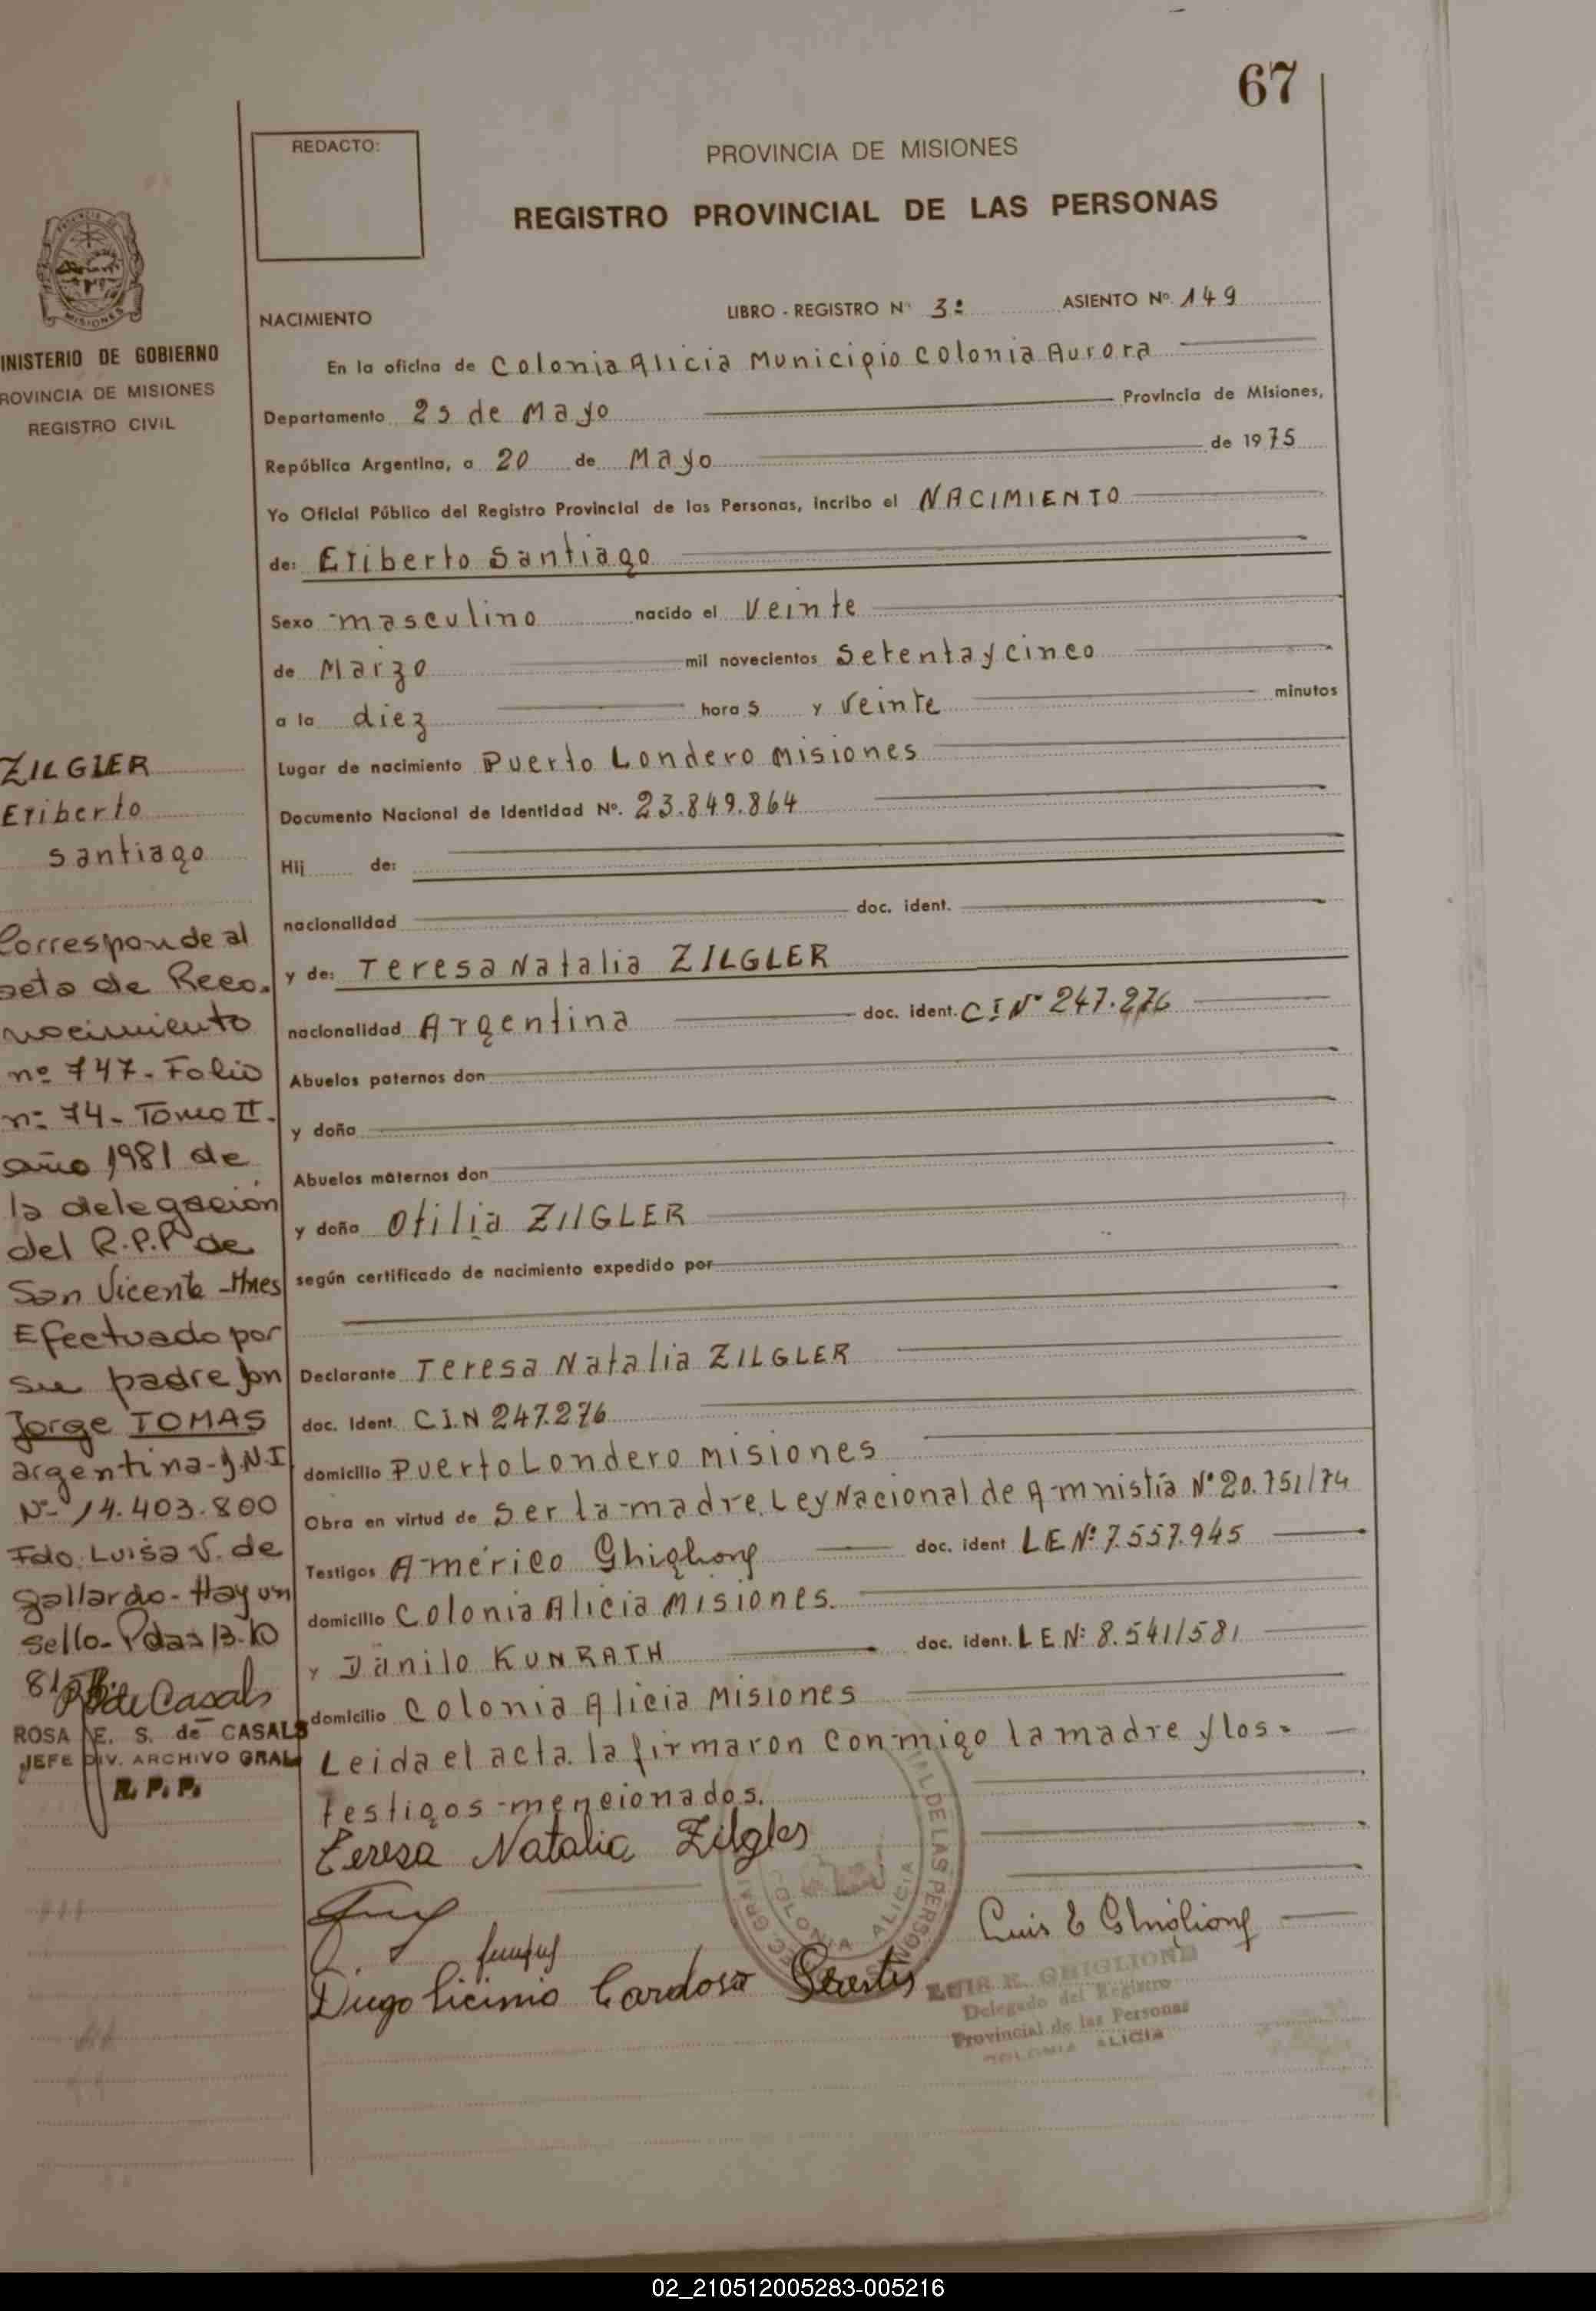 67
REDACTO:
PROVINCIA DE MISIONES
REGISTRO PROVINCIAL DE LAS PERSONAS
MISIONES
INISTERIO DE GOBIERNO
ROVINCIA DE MISIONES
REGISTRO CIVIL
NACIMIENTO LIBRO - REGISTRO Nº 3: ASIENTO Nº 149
En la oficina de Colonia Alicia Municipio Colonia Aurora
Departamento 25 de Mayo Provincia de Misiones,
República Argentina, a 20 de Mayo de 1975
Yo Oficial Público del Registro Provincial de las Personas, incribo el NACIMIENTO
de: Eriberto Santiago
Sexo masculino nacido el Veinte
de Marzo mil novecientos Setenta y cinco
a la diez hora s y Veinte minutos
Lugar de nacimiento Puerto Londero Misiones
Documento Nacional de Identidad Nº. 23.849.864
Hij de:
nacionalidad doc. ident.
y de: Teresa Natalia ZILGLER
nacionalidad Argentina doc. ident. C I Nº 247.276
Abuelos paternos don
y doña
Abuelos maternos don
y doña Otilia ZIlGLER
según certificado de nacimiento expedido por
Declarante Teresa Natalia ZILGLER
doc. Ident. C.I.N 247.276
domicilio Puerto Londero Misiones
Obra en virtud de Ser la madre. Ley Nacional de Amnistía Nº 20.751/74
Testigos Américo Ghiglione doc. ident LE Nº 7.557.945
domicilio Colonia Alicia Misiones.
y Danilo KUNRATH doc. ident. L E Nº 8.541/581
domicilio Colonia Alicia Misiones
Leida el acta la firmaron conmigo la madre y los=
testigos mencionados.
Teresa Natalia Zilgler
Luis E Ghiglione
Diego Licinio Cardoso
LUIS E. GHIGLIONE
Delegado del Registro
Provincial de las Personas
COLONIA ALICIA
DE LAS PERSONAS
COLONIA ALICIA
ZILGLER
Eriberto
Santiago
Corresponde al
acta de Reco-
nocimiento
nº 747- Folio
nº 74- Tomo II-
año 1981 de
la delegación
del R.P.P de
San Vicente -Mnes
Efectuado por
su padre Don
Jorge TOMAS
argentina-D.N.I
Nº 14.403.800
Fdo. Luisa V. de
Gallardo- Hay un
sello- Pdas 13-10
81
de Casals
ROSA E. S. de CASALS
JEFE DIV. ARCHIVO GRAL.
R. P. P.
02_210512005283-005216